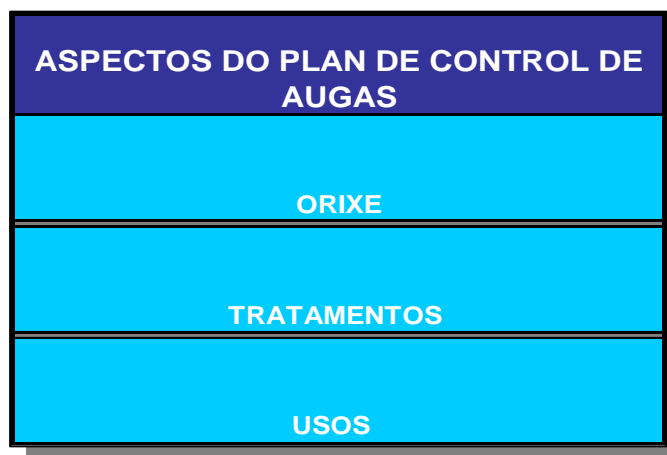 ASPECTOS DO PLAN DE CONTROL DE
AUGAS
ORIXE
TRATAMENTOS
USOS